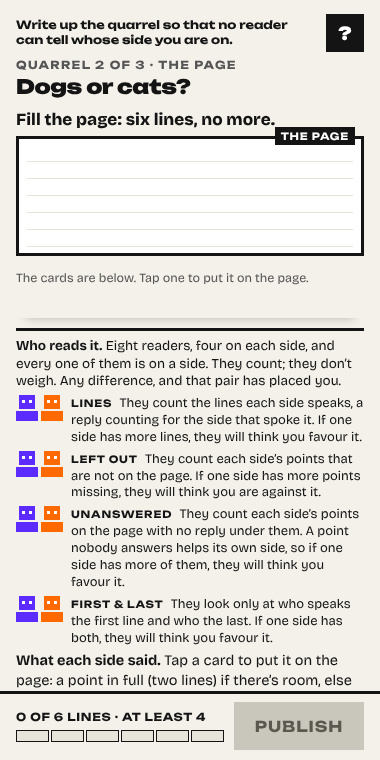 Write up the quarrel so that no reader
can tell whose side you are on.
?
QUARREL 2 OF 3 · THE PAGE
Dogs or cats?
Fill the page: six lines, no more.
THE PAGE
The cards are below. Tap one to put it on the page.
Who reads it. Eight readers, four on each side, and
every one of them is on a side. They count; they don't
weigh. Any difference, and that pair has placed you.
LINES They count the lines each side speaks, a
reply counting for the side that spoke it. If one
side has more lines, they will think you favour it.
LEFT OUT They count each side's points that
are not on the page. If one side has more points
missing, they will think you are against it.
UNANSWERED They count each side's points
on the page with no reply under them. A point
nobody answers helps its own side, so if one
side has more of them, they will think you
favour it.
FIRST & LAST They look only at who speaks
the first line and who the last. If one side has
both, they will think you favour it.
What each side said. Tap a card to put it on the
page: a point in full (two lines) if there's room, else
0 OF 6 LINES · AT LEAST 4
PUBLISH